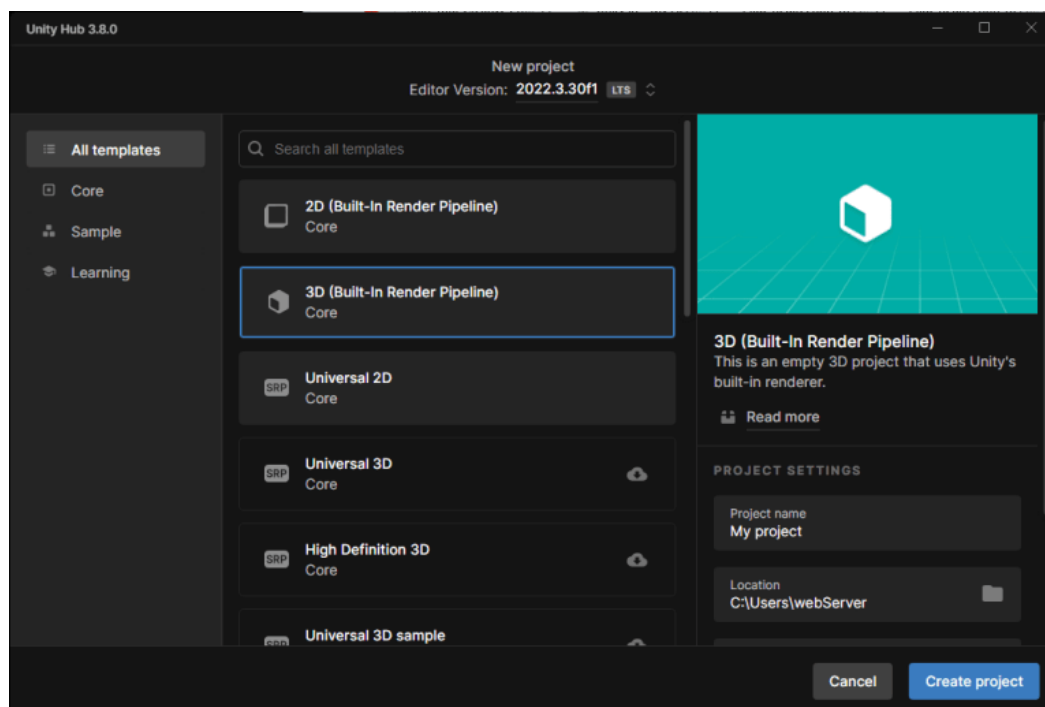 Unity Hub 3.8.0
New project
Editor Version: 2022.3.30f1 LTS
All templates
Core
Sample
Learning
Search all templates
2D (Built-In Render Pipeline)
Core
3D (Built-In Render Pipeline)
Core
SRP
Universal 2D
Core
SRP
Universal 3D
Core
SRP
High Definition 3D
Core
SRP
Universal 3D sample
3D (Built-In Render Pipeline)
This is an empty 3D project that uses Unity's
built-in renderer.
Read more
PROJECT SETTINGS
Project name
My project
Location
C:\Users\webServer
Cancel
Create project